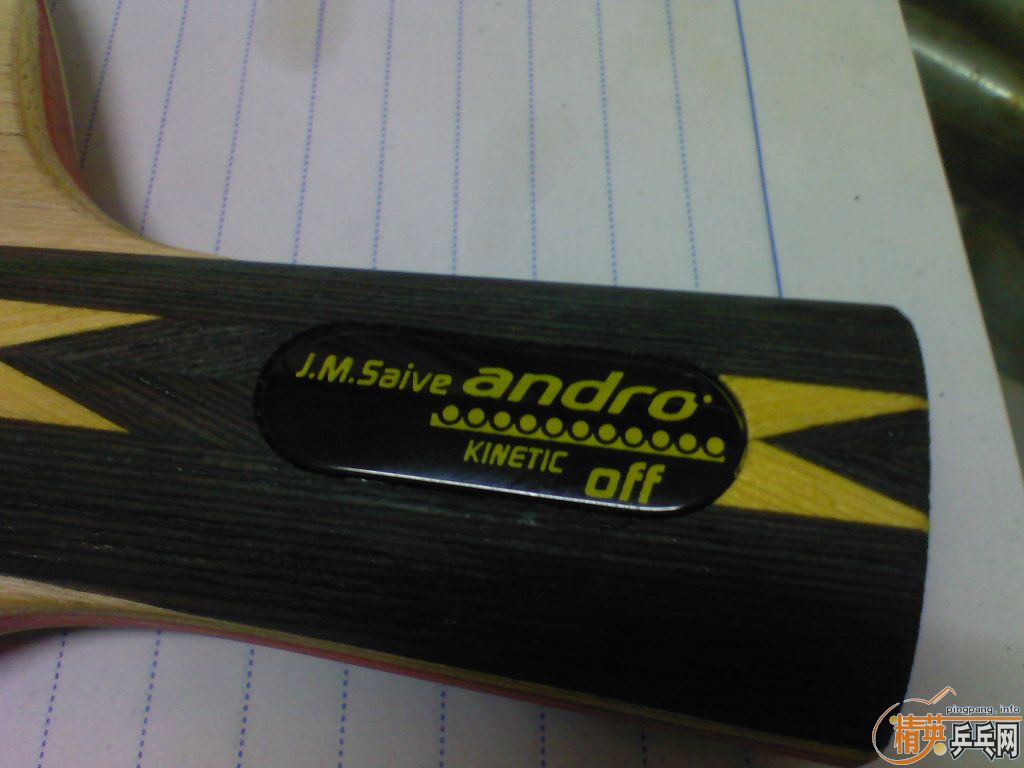 J.M.Saive andro
KINETIC off
pingpang.info
精英乒乓网